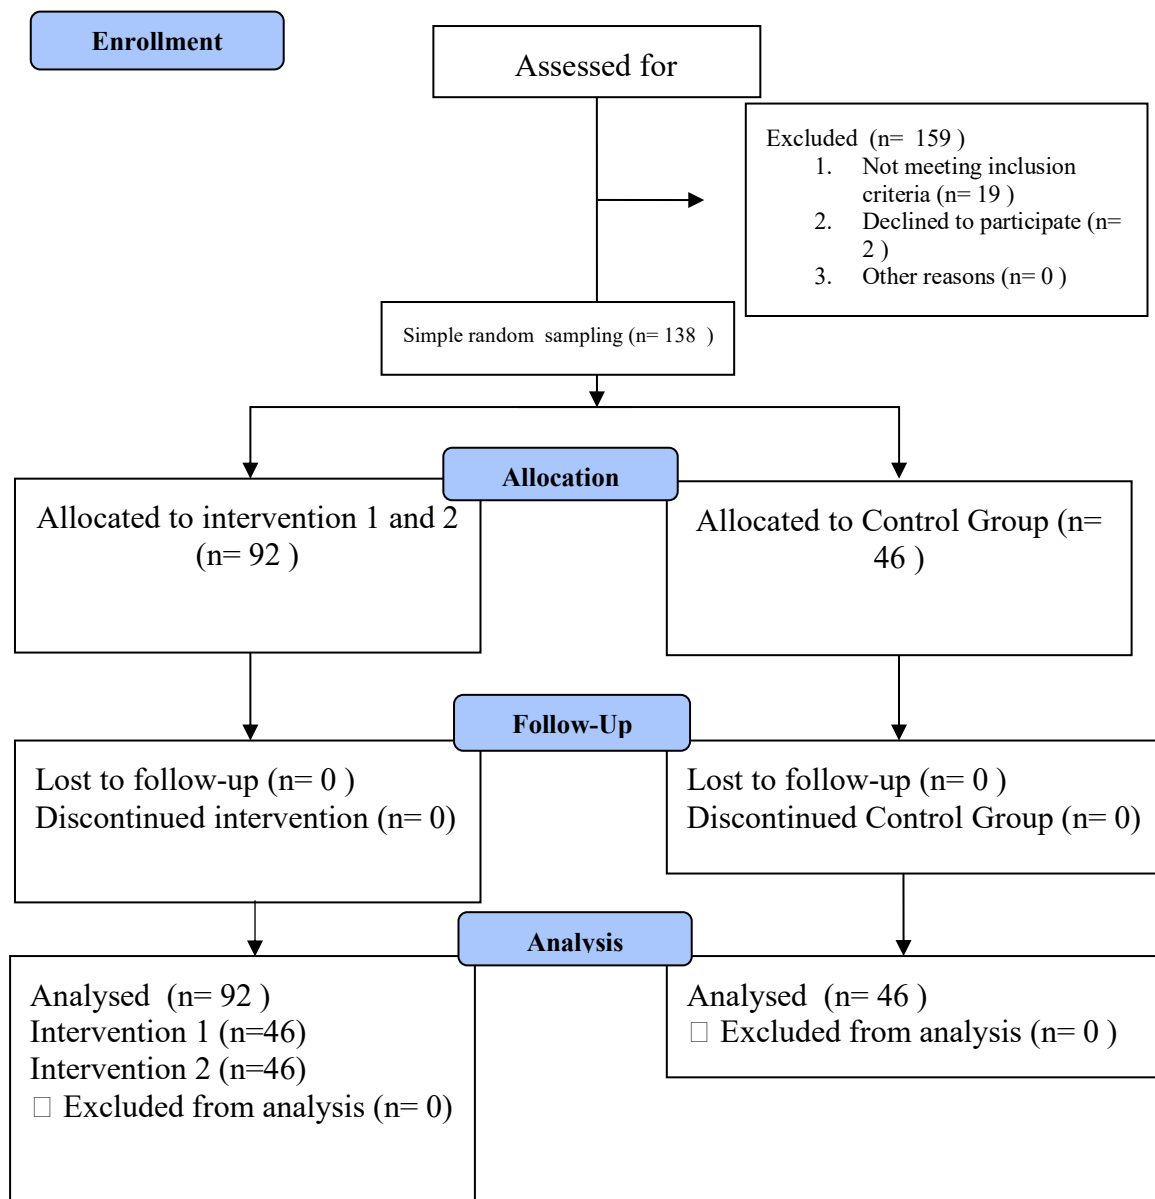 Enrollment
Assessed for
Excluded (n= 159 )
1. Not meeting inclusion
criteria (n= 19 )
2. Declined to participate (n=
2 )
3. Other reasons (n= 0 )
Simple random sampling (n= 138 )
Allocation
Allocated to intervention 1 and 2
(n= 92 )
Allocated to Control Group (n=
46 )
Follow-Up
Lost to follow-up (n= 0 )
Discontinued intervention (n= 0)
Lost to follow-up (n= 0 )
Discontinued Control Group (n= 0)
Analysis
Analysed (n= 92 )
Intervention 1 (n=46)
Intervention 2 (n=46)
□ Excluded from analysis (n= 0)
Analysed (n= 46 )
□ Excluded from analysis (n= 0 )